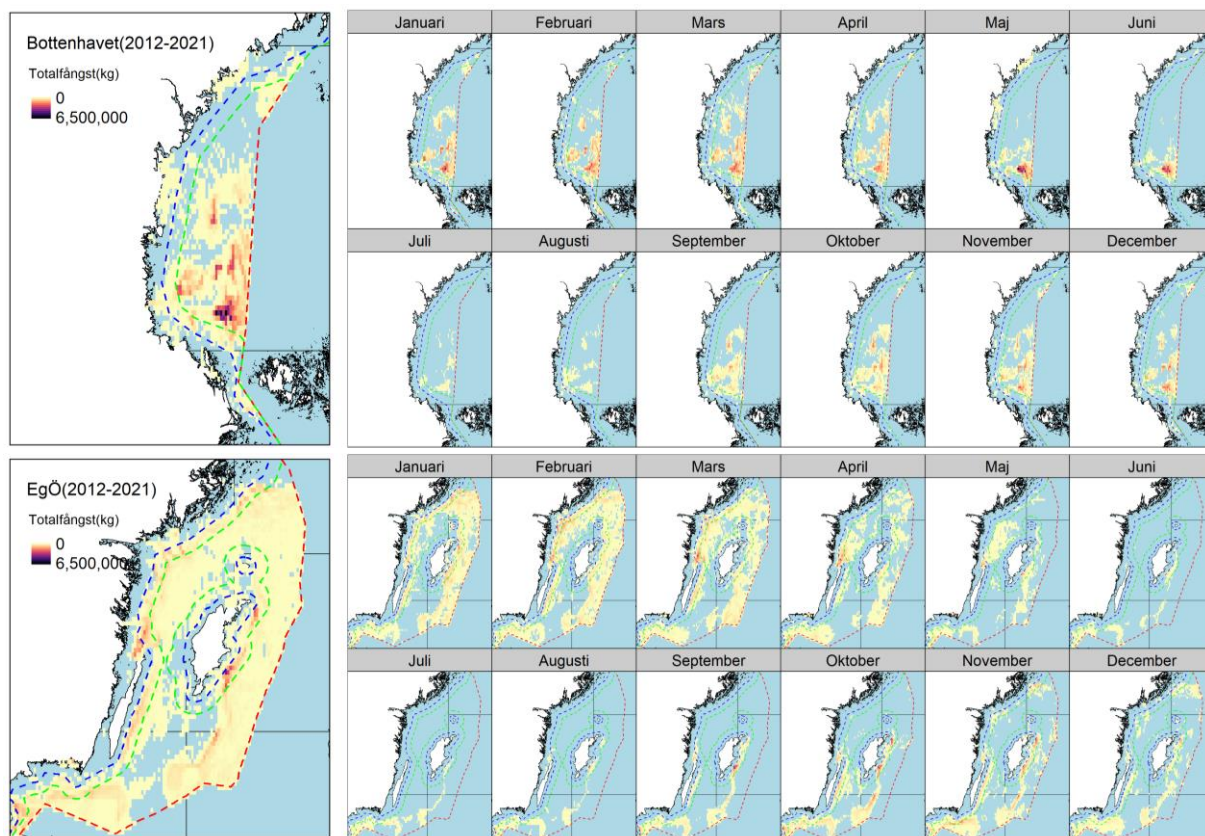 Bottenhavet(2012-2021)
Totalfångst(kg)
0
6,500,000
Januari
Februari
Mars
April
Maj
Juni
Juli
Augusti
September
Oktober
November
December
EgÖ(2012-2021)
Totalfångst(kg)
0
6,500,000
Januari
Februari
Mars
April
Maj
Juni
Juli
Augusti
September
Oktober
November
December